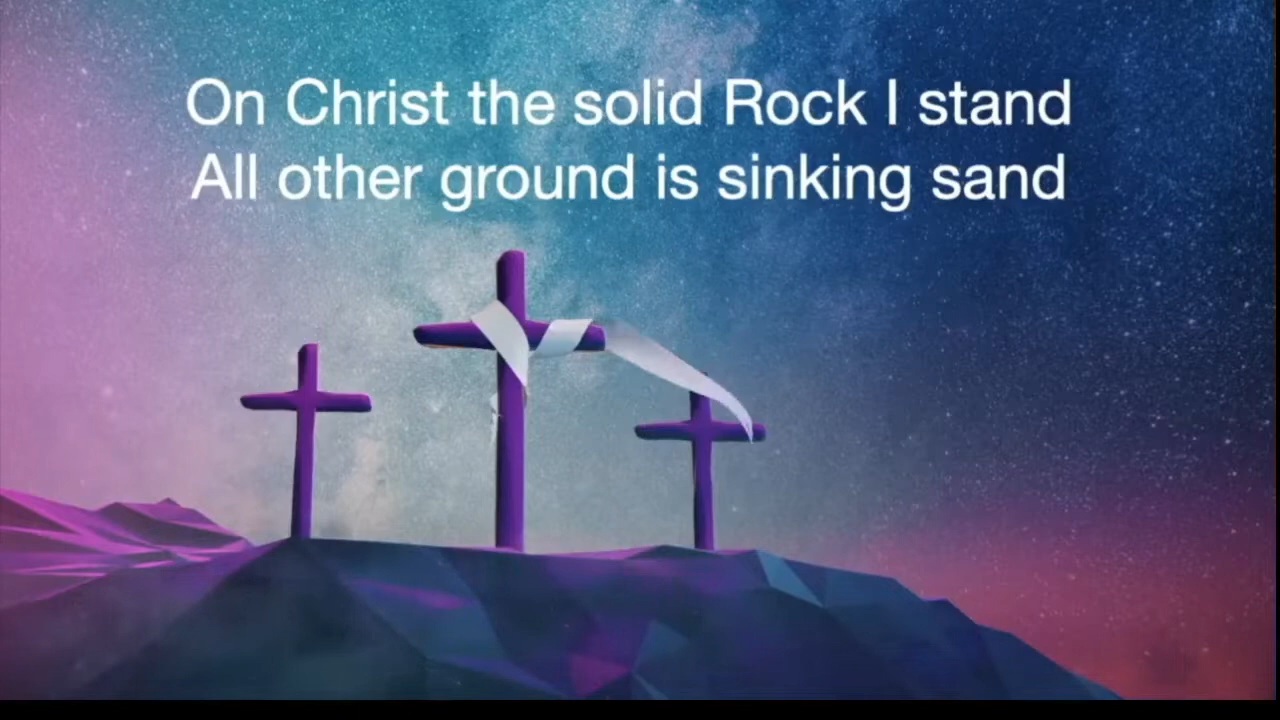 On Christ the solid Rock I stand
All other ground is sinking sand